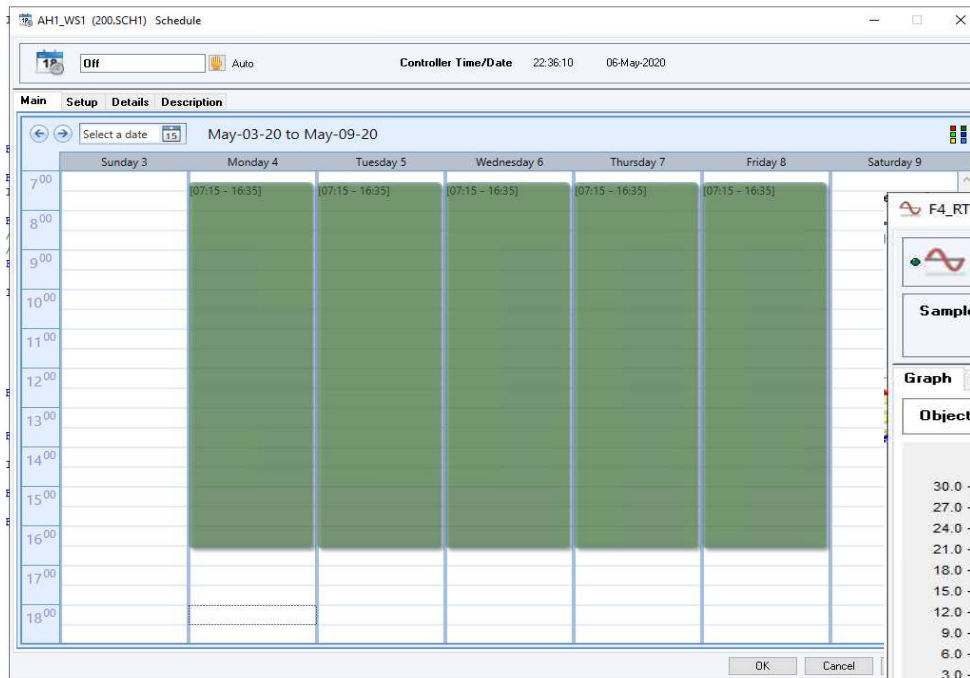 AH1_WS1 (200.SCH1) Schedule
18
Off
Auto
Controller Time/Date 22:36:10 06-May-2020
Main Setup Details Description
Select a date 15 May-03-20 to May-09-20
Sunday 3 Monday 4 Tuesday 5 Wednesday 6 Thursday 7 Friday 8 Saturday 9
7 00
[07:15 - 16:35] [07:15 - 16:35] [07:15 - 16:35] [07:15 - 16:35] [07:15 - 16:35]
8 00
9 00
10 00
11 00
12 00
13 00
14 00
15 00
16 00
17 00
18 00
OK Cancel
F4_RT
Sample
Graph
Object
30.0
27.0
24.0
21.0
18.0
15.0
12.0
9.0
6.0
3.0